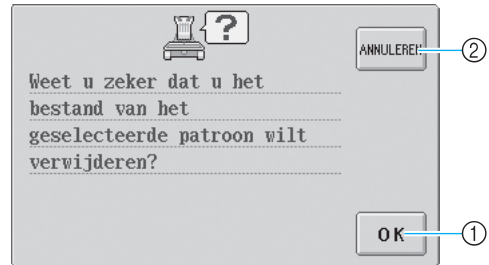 ?
ANNULEREN
②
Weet u zeker dat u het
bestand van het
geselecteerde patroon wilt
verwijderen?
OK
①